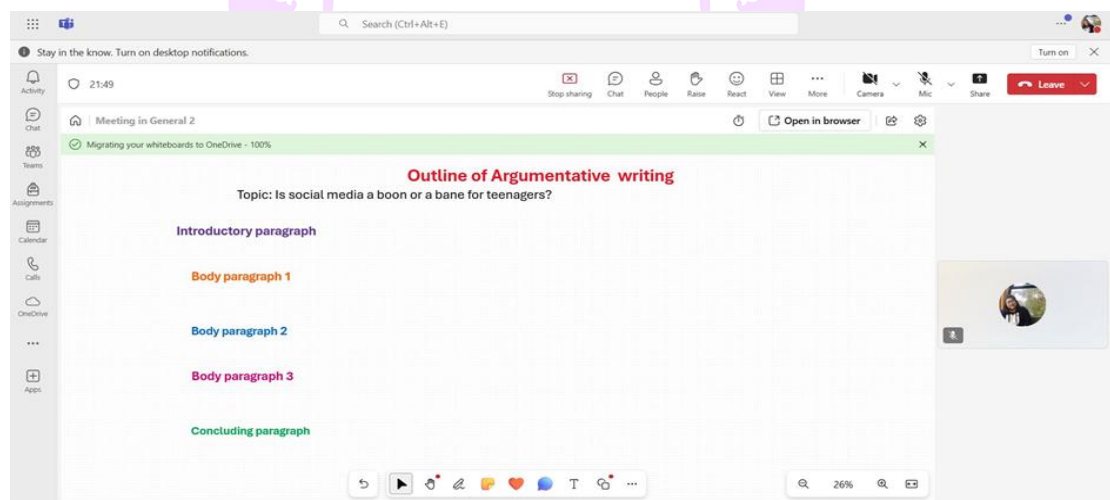 Search (Ctrl+Alt+E)
Stay in the know. Turn on desktop notifications.
Turn on
Activity
Chat
Teams
Assignments
Calendar
Calls
OneDrive
Apps
21:49
Stop sharing
Chat
People
Raise
React
View
More
Camera
Mic
Share
Leave
Meeting in General 2
Open in browser
Migrating your whiteboards to OneDrive - 100%
Outline of Argumentative writing
Topic: Is social media a boon or a bane for teenagers?
Introductory paragraph
Body paragraph 1
Body paragraph 2
Body paragraph 3
Concluding paragraph
T
26%